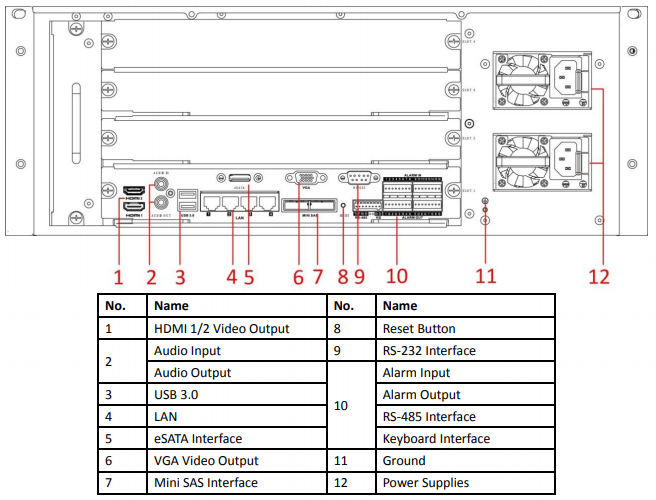 SLOT 4
SLOT 3
SLOT 2
SLOT 1
AUDIO IN
AUDIO OUT
HDMI 2
HDMI 1
USB 3.0
eSATA
LAN
VGA
MINI SAS
RS-232
RS-485
KB
ALARM IN
ALARM OUT
1 2 3 4 5 6 7 8 9 10 11 12
No. Name No. Name
1 HDMI 1/2 Video Output 8 Reset Button
2 Audio Input 9 RS-232 Interface
Audio Output 10 Alarm Input
3 USB 3.0 Alarm Output
4 LAN RS-485 Interface
5 eSATA Interface Keyboard Interface
6 VGA Video Output 11 Ground
7 Mini SAS Interface 12 Power Supplies